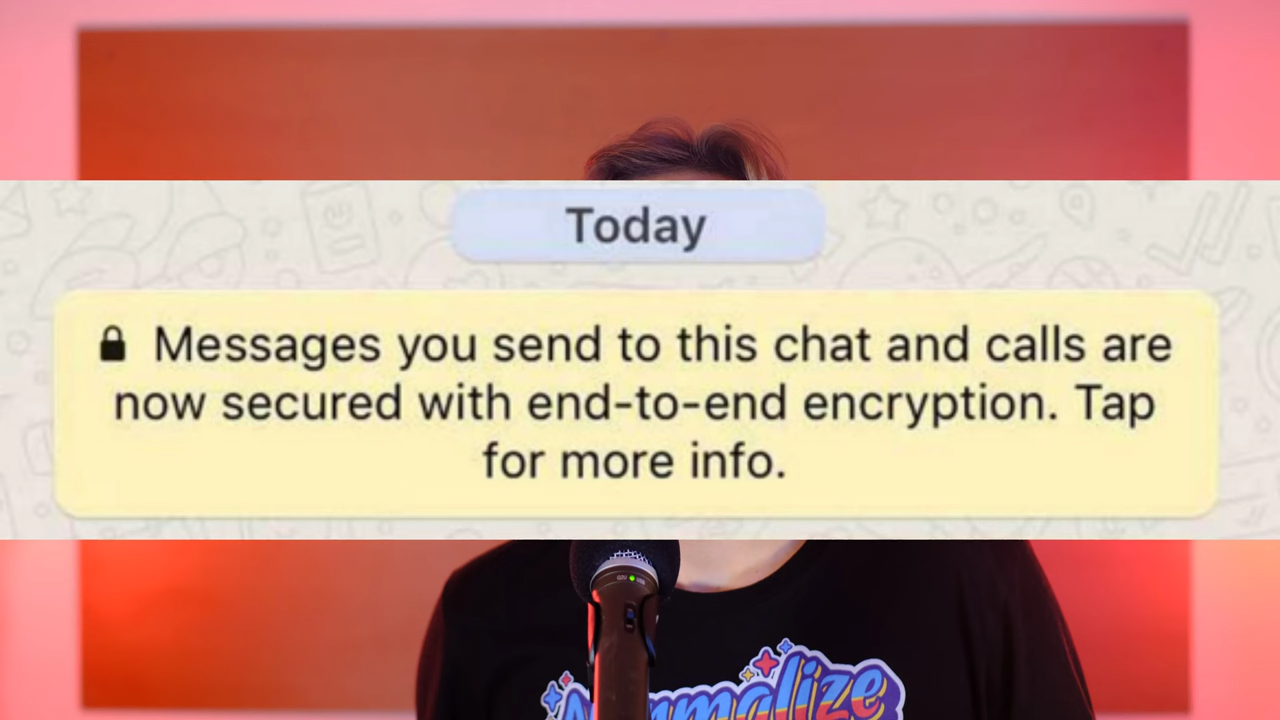 Today
Messages you send to this chat and calls are
now secured with end-to-end encryption. Tap
for more info.